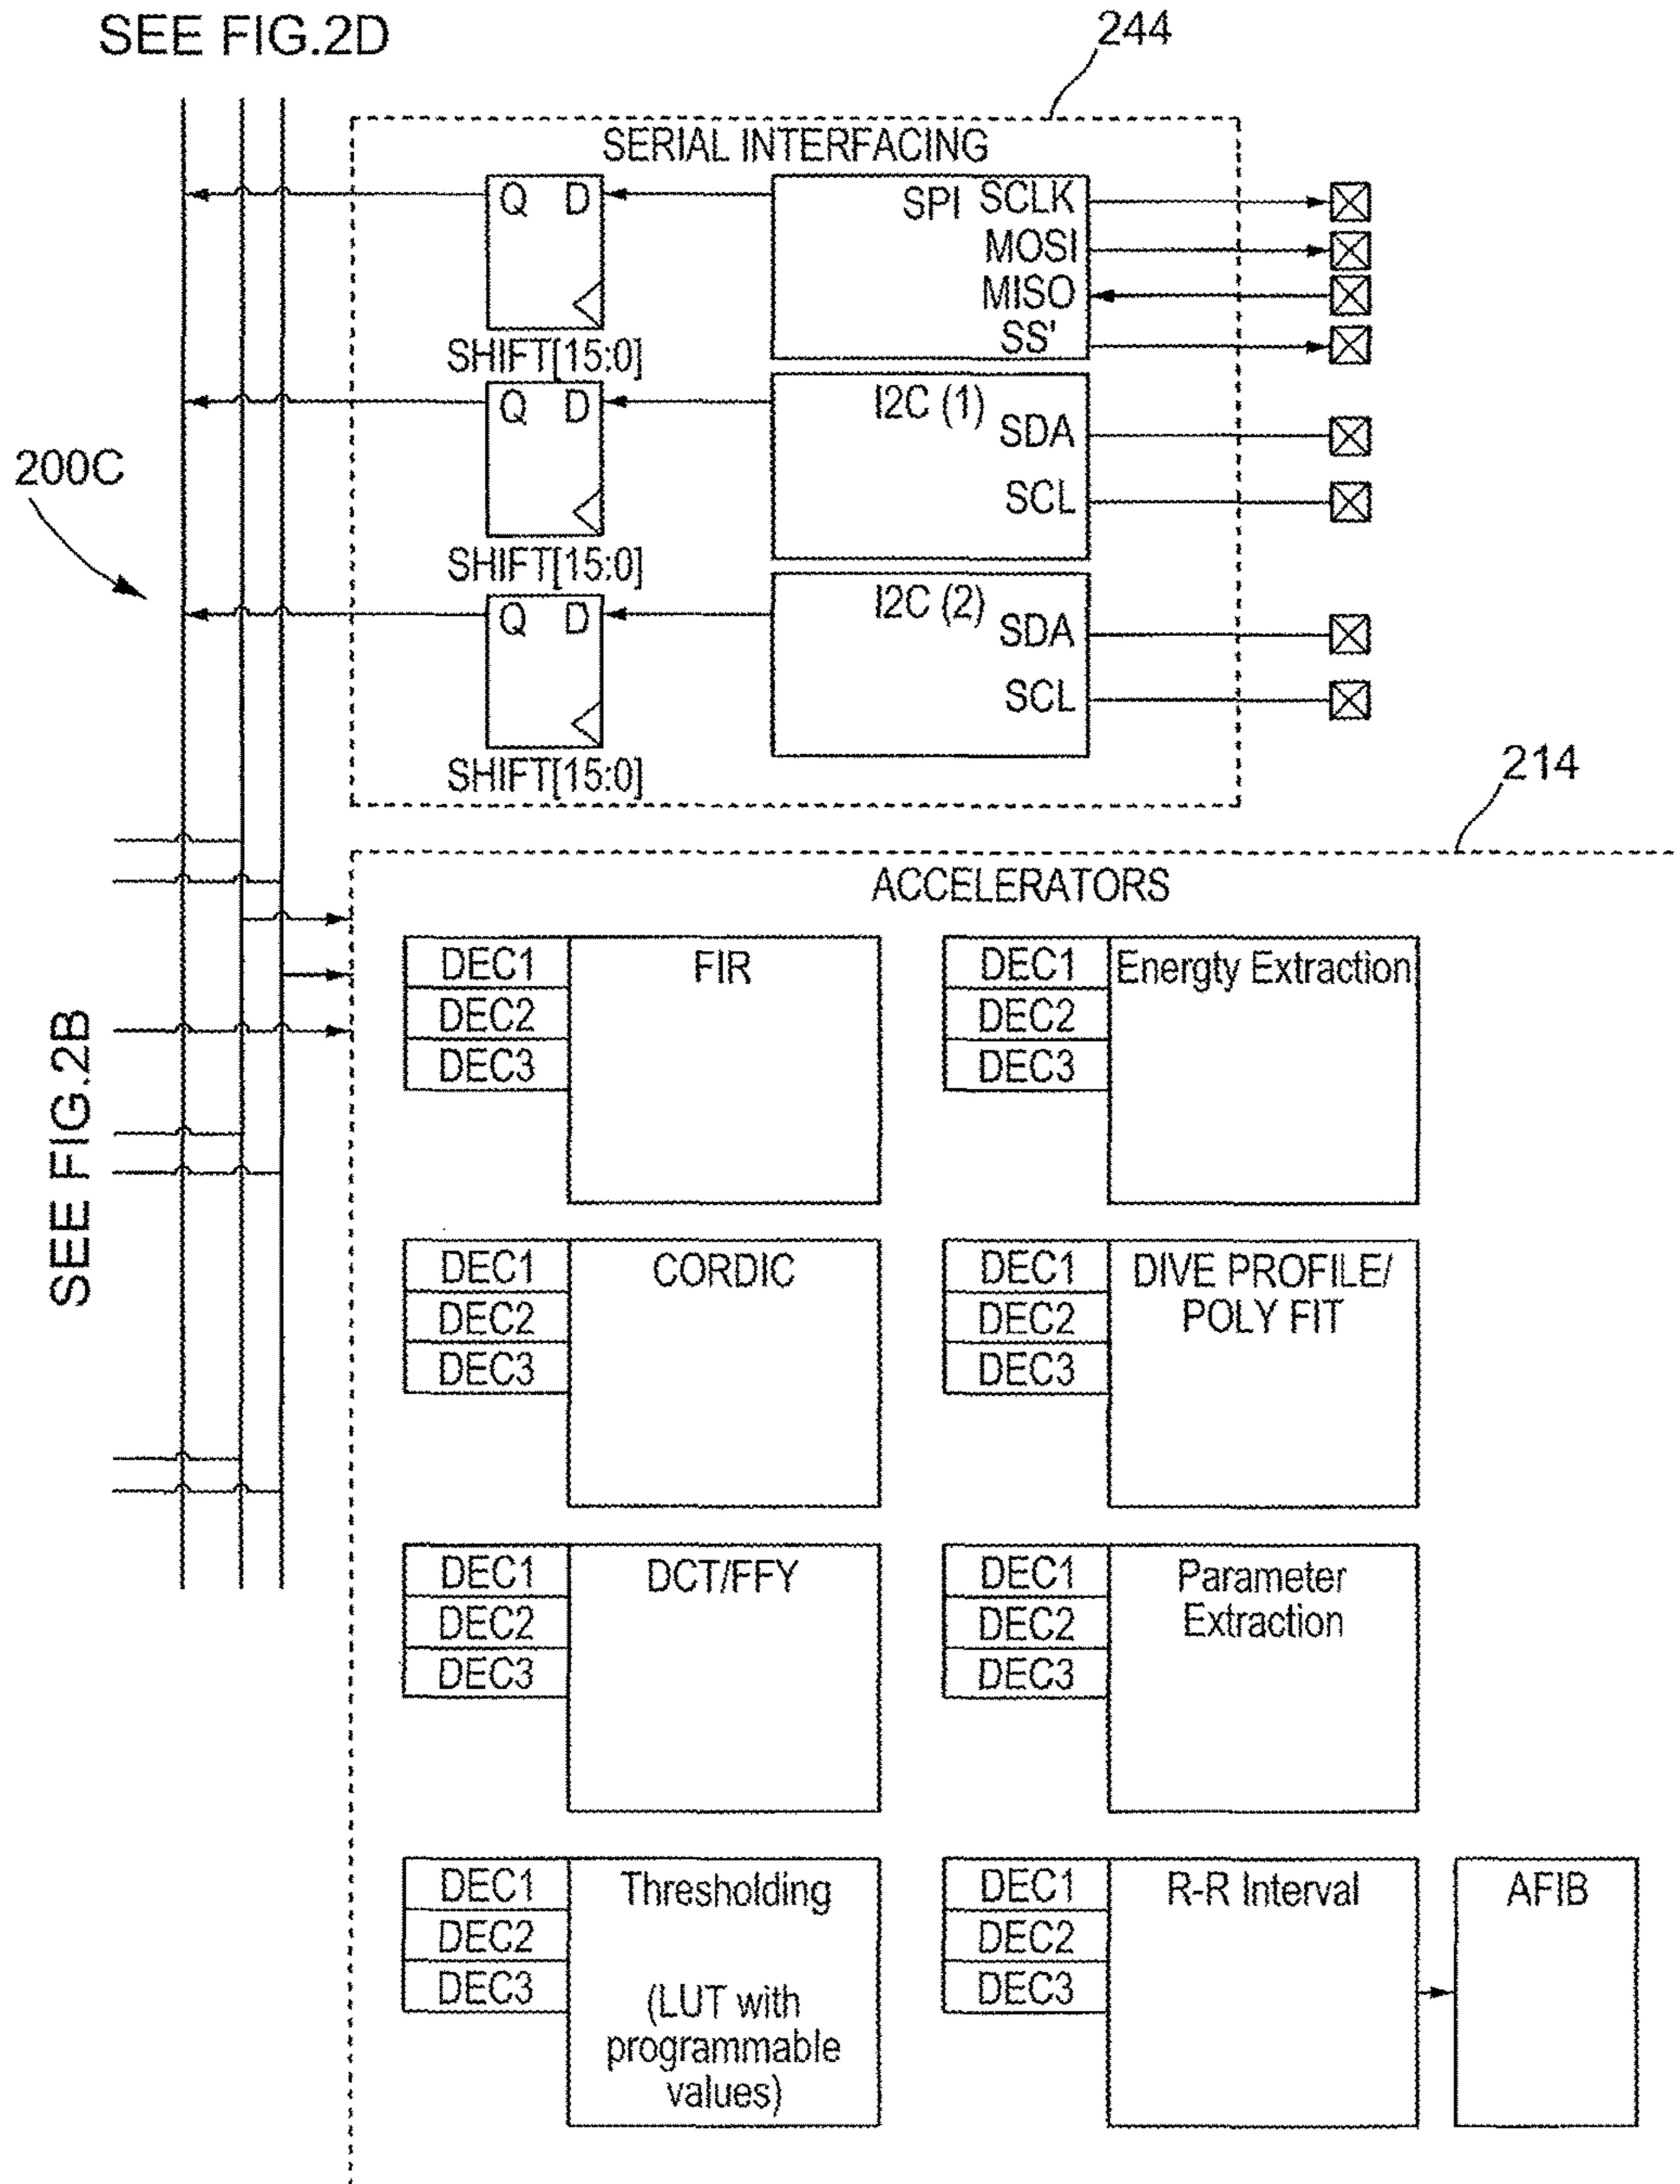 SEE FIG.2D
244
SERIAL INTERFACING
Q D
SPI SCLK
MOSI
MISO
SS'
SHIFT[15:0]
Q D
I2C (1)
SDA
SCL
200C
SHIFT[15:0]
Q D
I2C (2)
SDA
SCL
SHIFT[15:0]
214
ACCELERATORS
SEE FIG.2B
DEC1
DEC2
DEC3
FIR
DEC1
DEC2
DEC3
Energty Extraction
DEC1
DEC2
DEC3
CORDIC
DEC1
DEC2
DEC3
DIVE PROFILE/
POLY FIT
DEC1
DEC2
DEC3
DCT/FFY
DEC1
DEC2
DEC3
Parameter
Extraction
DEC1
DEC2
DEC3
Thresholding
(LUT with
programmable
values)
DEC1
DEC2
DEC3
R-R Interval
AFIB